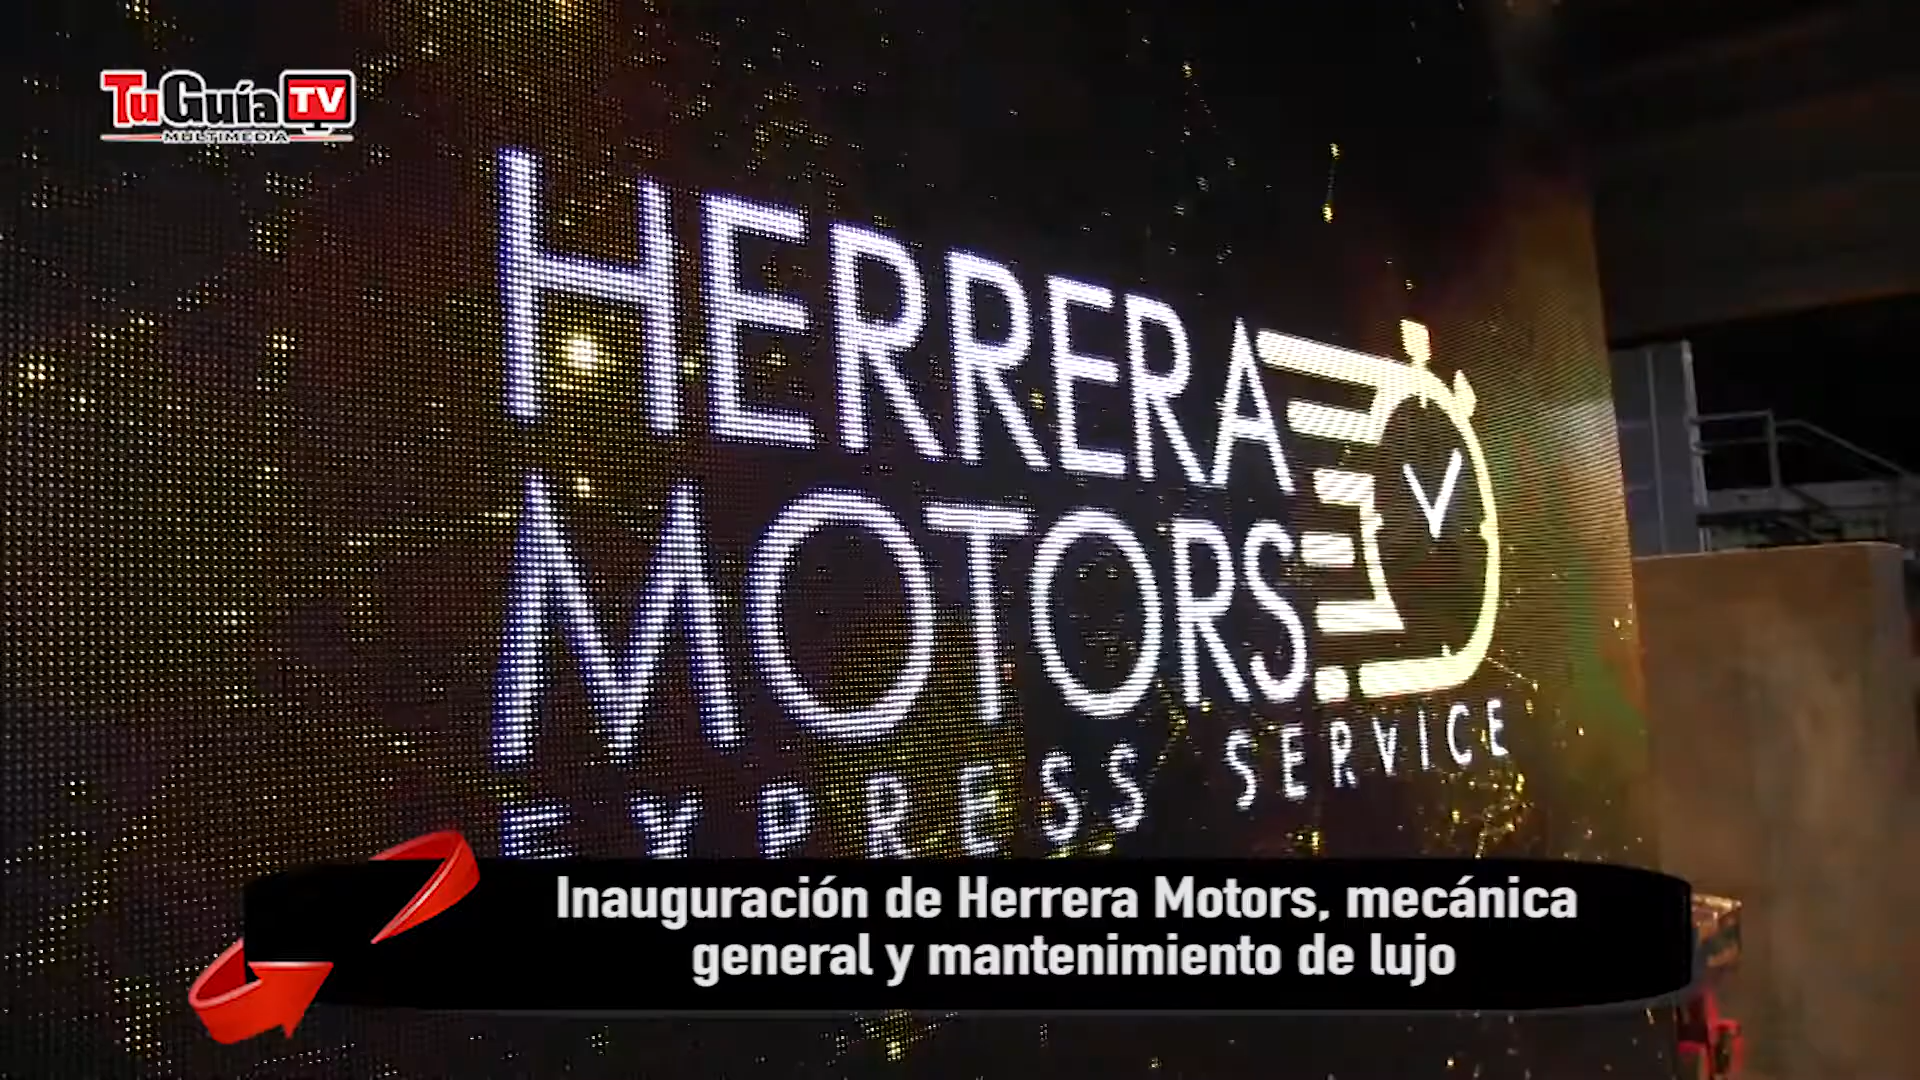 TuGuía TV
MULTIMEDIA
HERRERA
MOTORS
EXPRESS SERVICE
Inauguración de Herrera Motors, mecánica
general y mantenimiento de lujo